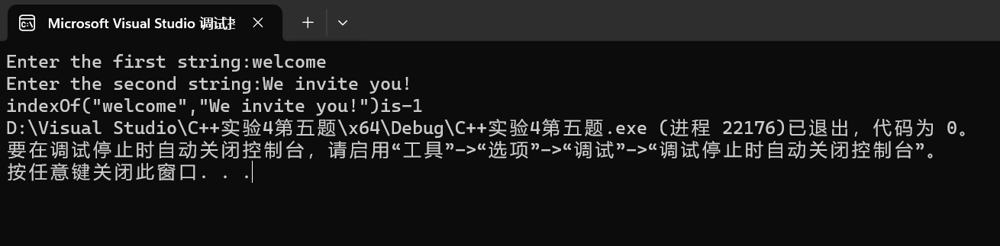 Microsoft Visual Studio 调试
Enter the first string:welcome
Enter the second string:We invite you!
indexOf("welcome","We invite you!")is-1
D:\Visual Studio\C++实验4第五题\x64\Debug\C++实验4第五题.exe (进程 22176)已退出，代码为 0。
要在调试停止时自动关闭控制台，请启用“工具”->“选项”->“调试”->“调试停止时自动关闭控制台”。
按任意键关闭此窗口. . .